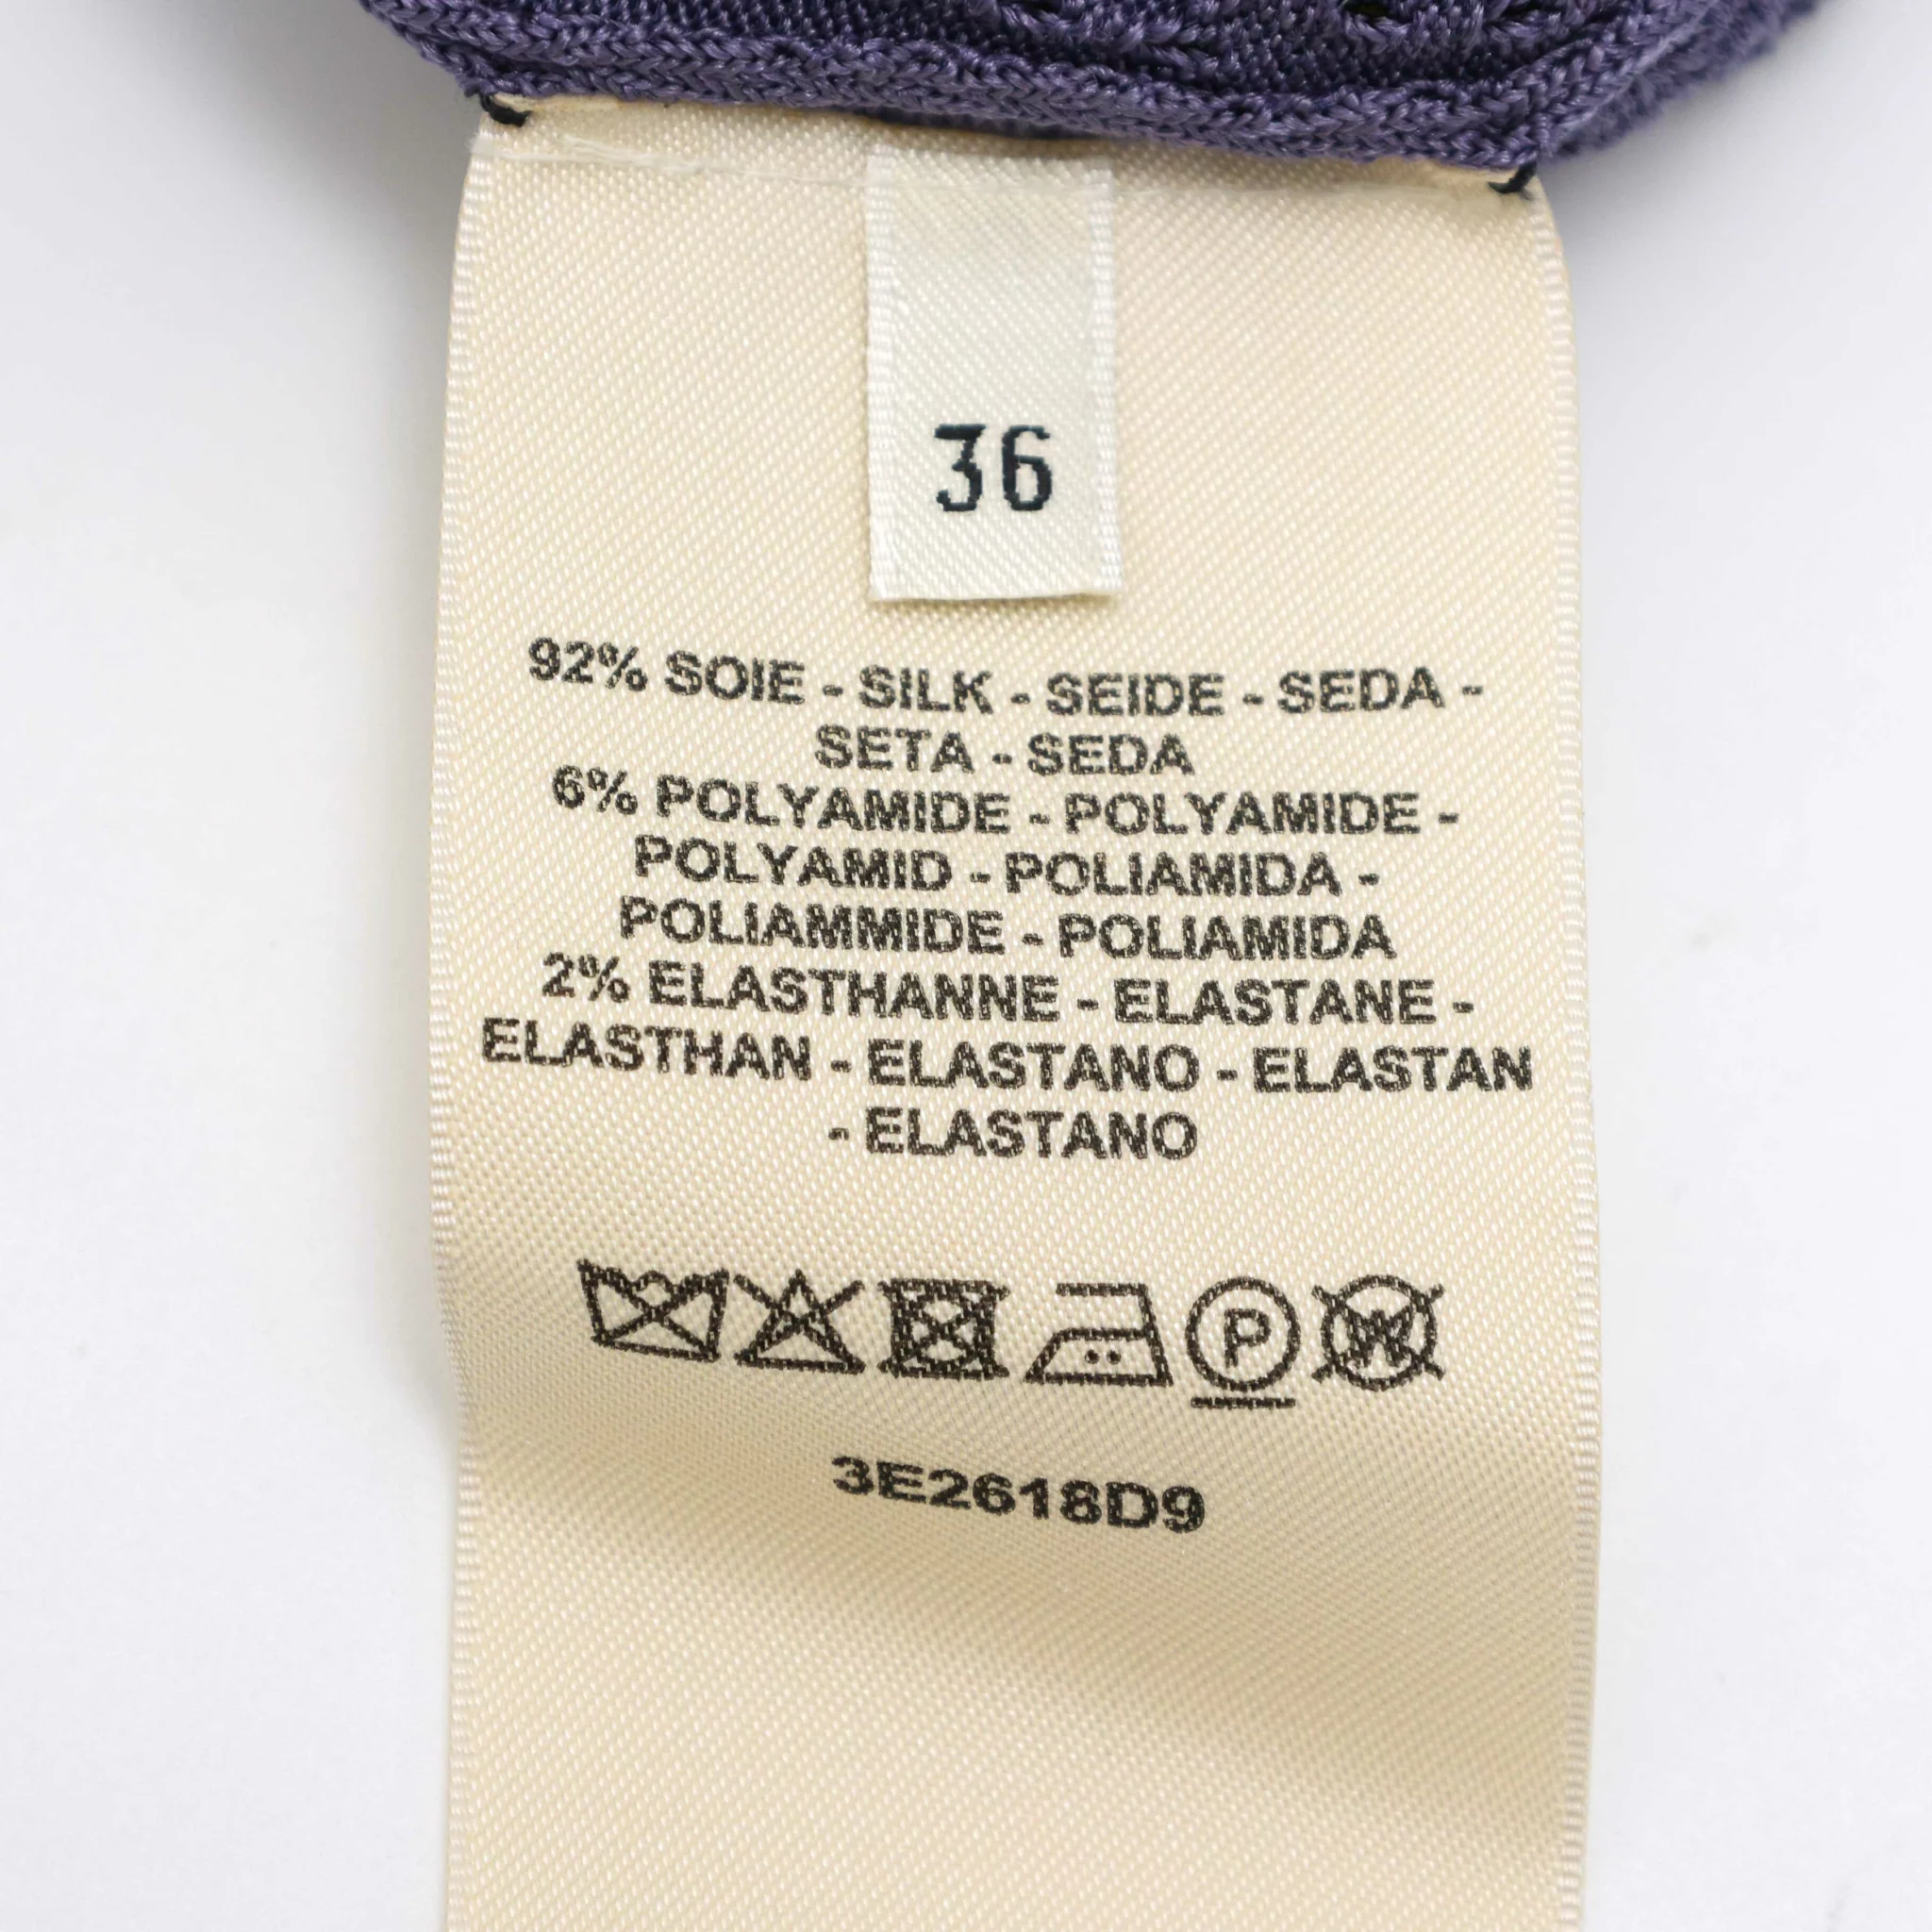 36
92% SOIE - SILK - SEIDE - SEDA -
SETA - SEDA
6% POLYAMIDE - POLYAMIDE -
POLYAMID - POLIAMIDA -
POLIAMMIDE - POLIAMIDA
2% ELASTHANNE - ELASTANE -
ELASTHAN - ELASTANO - ELASTAN
- ELASTANO
P W
3E2618D9